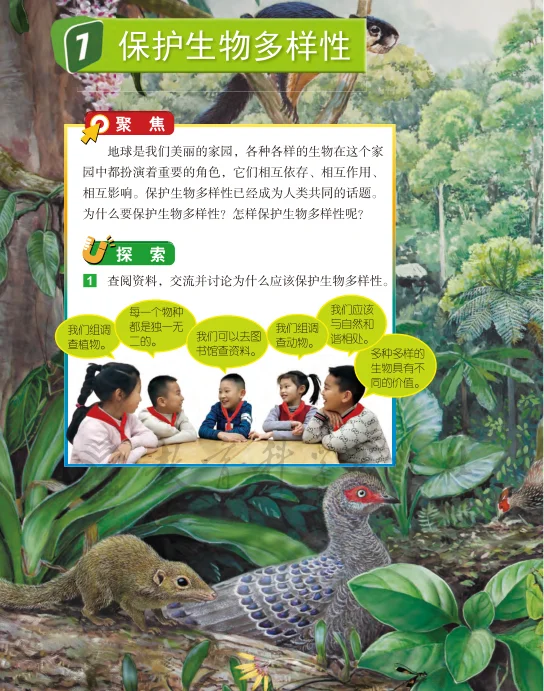 1 保护生物多样性
聚 焦
地球是我们美丽的家园，各种各样的生物在这个家
园中都扮演着重要的角色，它们相互依存、相互作用、
相互影响。保护生物多样性已经成为人类共同的话题。
为什么要保护生物多样性？怎样保护生物多样性呢？
探 索
1 查阅资料，交流并讨论为什么应该保护生物多样性。
我们组调
查植物。
每一个物种
都是独一无
二的。
我们可以去图
书馆查资料。
我们组调
查动物。
我们应该
与自然和
谐相处。
多种多样的
生物具有不
同的价值。